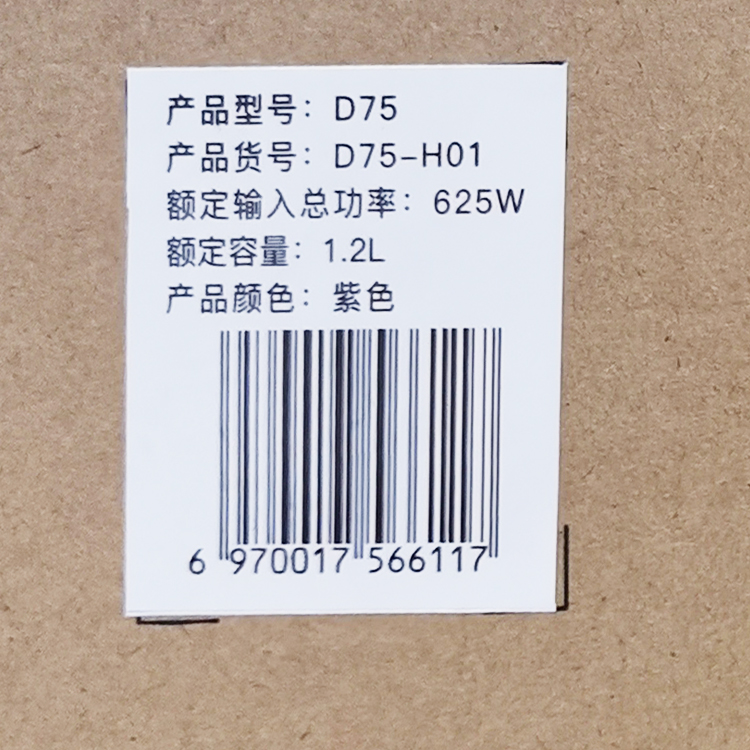 产品型号：D75
产品货号：D75-H01
额定输入总功率：625W
额定容量：1.2L
产品颜色：紫色
6 970017 566117